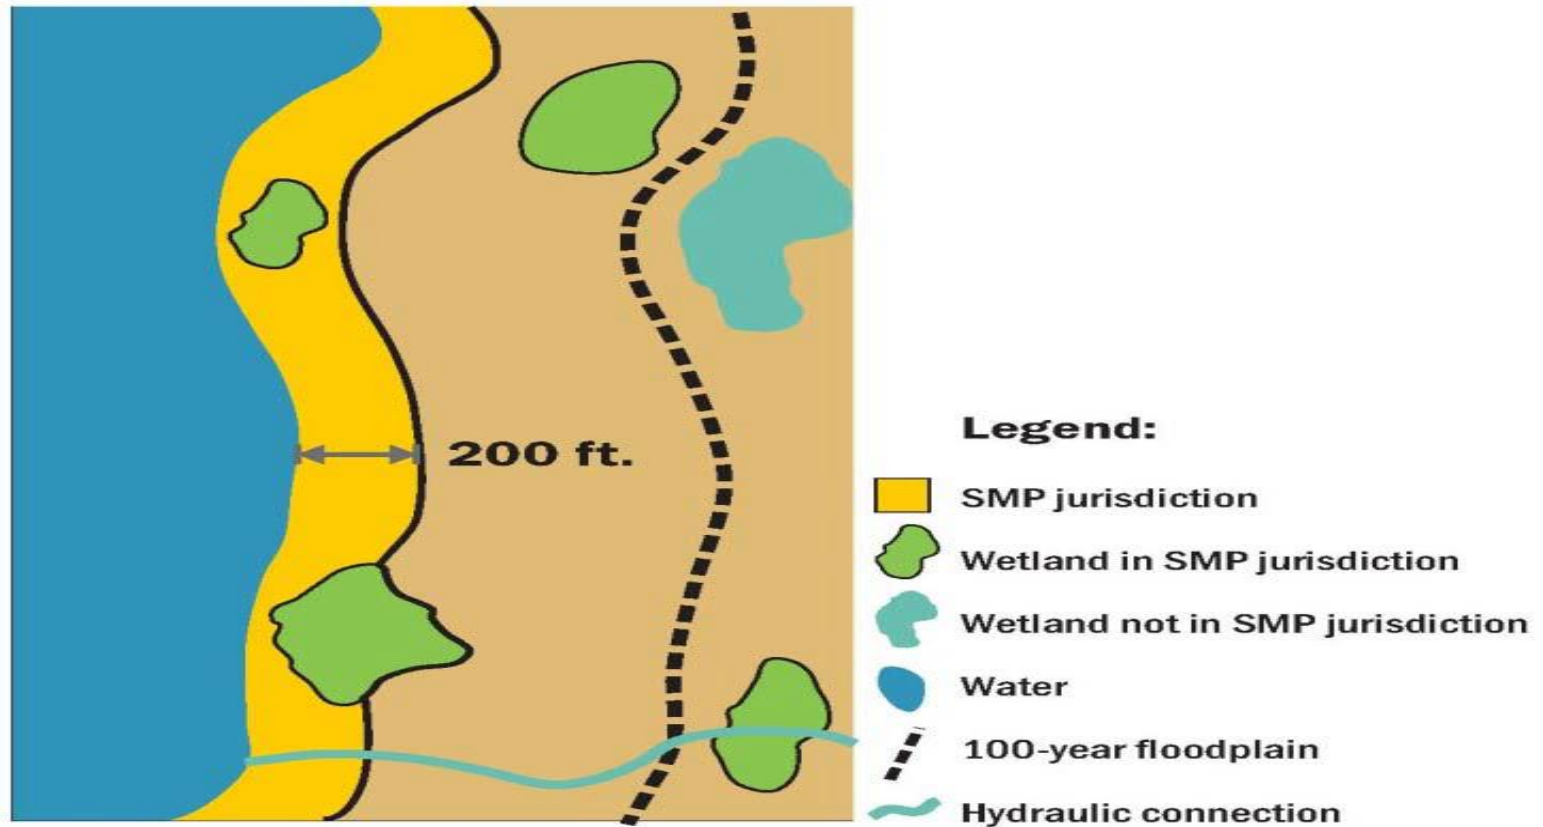 200 ft.
Legend:
SMP jurisdiction
Wetland in SMP jurisdiction
Wetland not in SMP jurisdiction
Water
100-year floodplain
Hydraulic connection